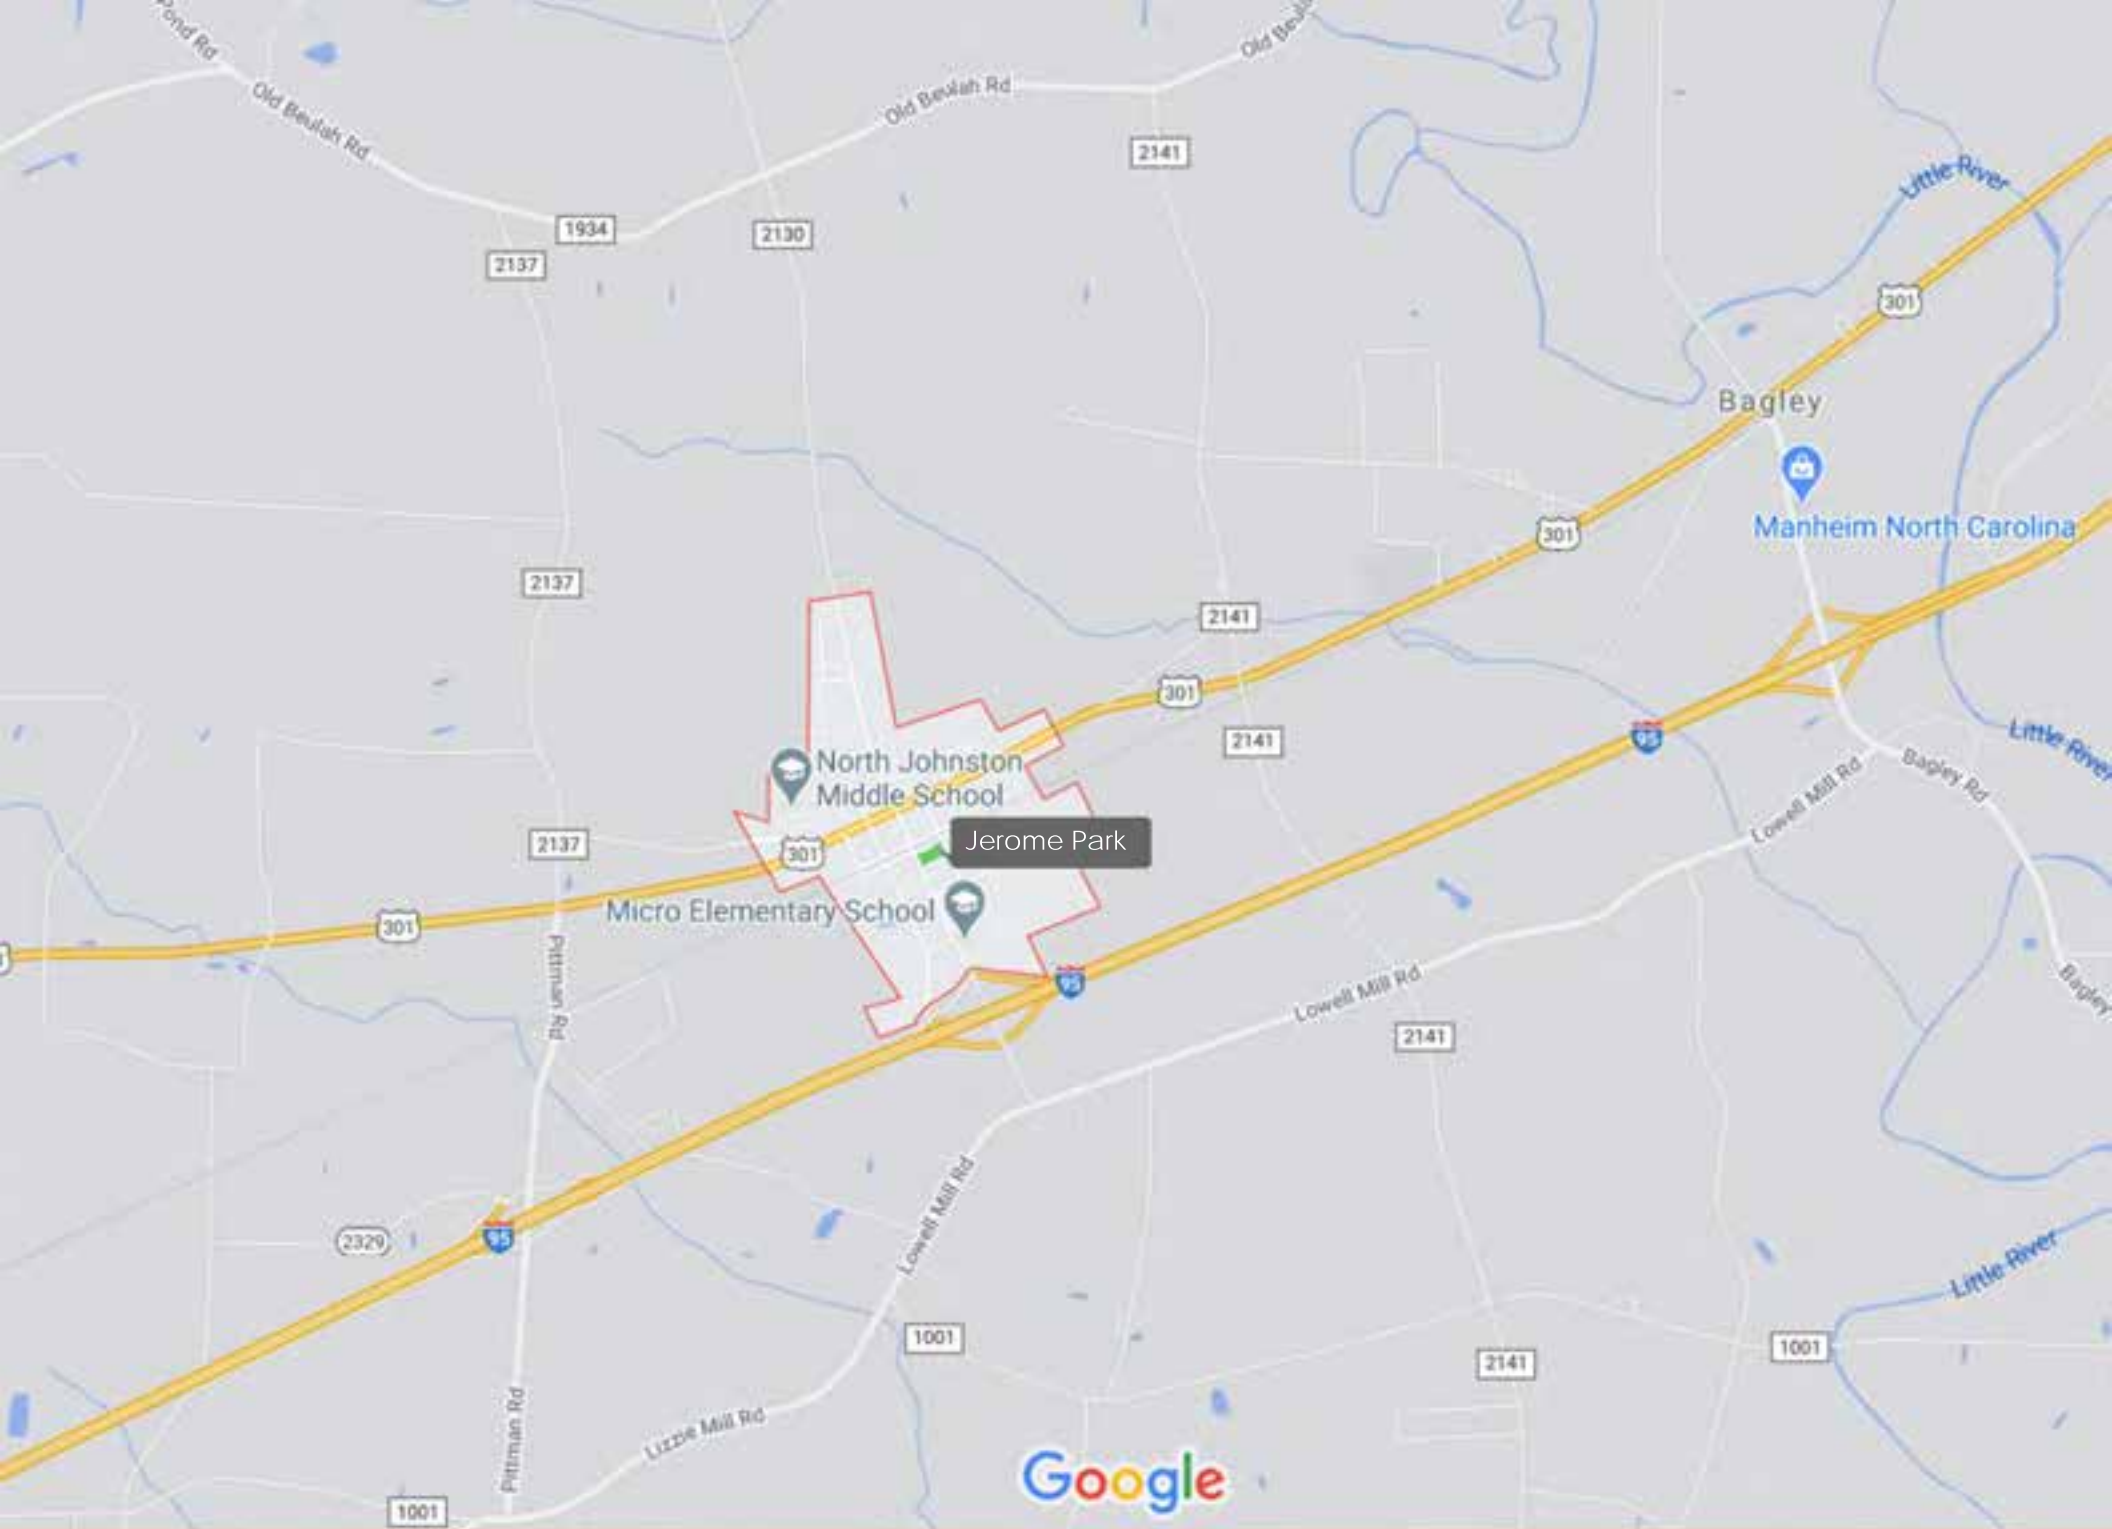 Pond Rd
Old Beulah Rd
Old Beulah Rd
Old Beula
2141
Little River
1934
2130
2137
301
Bagley
Manheim North Carolina
301
2137
2141
301
2141
95
Little River
North Johnston
Middle School
Bagley Rd
Lowell Mill Rd
Jerome Park
2137
301
Micro Elementary School
301
Pittman Rd
95
Lowell Mill Rd
Bagley
2141
Lowell Mill Rd
2329
95
Little River
1001
1001
2141
Pittman Rd
Lizzie Mill Rd
Google
1001